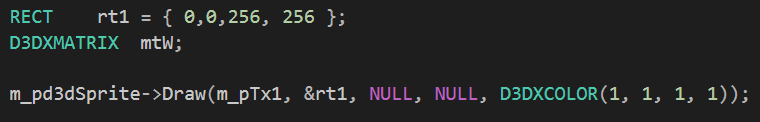 RECT    rt1 = { 0,0,256, 256 };
D3DXMATRIX  mtW;
m_pd3dSprite->Draw(m_pTx1, &rt1, NULL, NULL, D3DXCOLOR(1, 1, 1, 1));